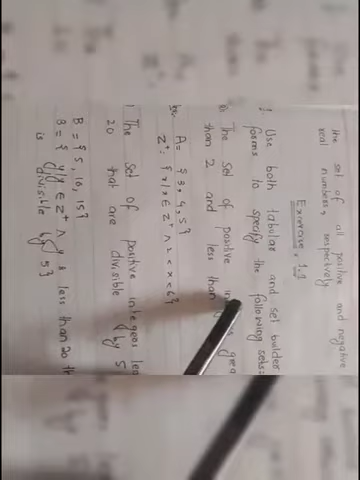 the set of all positive and negative
real numbers, respectively
Exercise 1.1
1. Use both tabular and set builder
forms to specify the following sets:
The set of positive
than 2 and less than
A = {3, 4, 5}
Z⁺: {x|x ∈ Z⁺ ∧ 2 < x < 6}
The set of positive integers
20 that are divisible by 5
B = {5, 10, 15}
B = {y|y ∈ Z⁺ ∧ y less than 20
is divisible by 5}